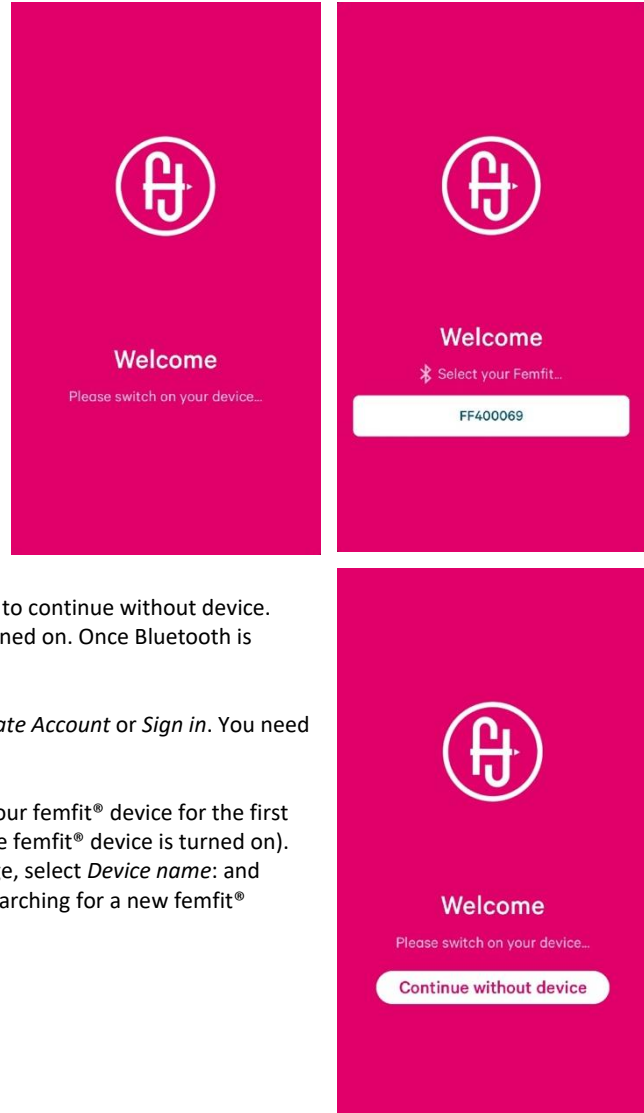 Welcome
Please switch on your device...
Welcome
Select your Femfit...
FF400069
to continue without device.
ned on. Once Bluetooth is
ate Account or Sign in. You need
our femfit® device for the first
e femfit® device is turned on).
ge, select Device name: and
arching for a new femfit®
Welcome
Please switch on your device...
Continue without device